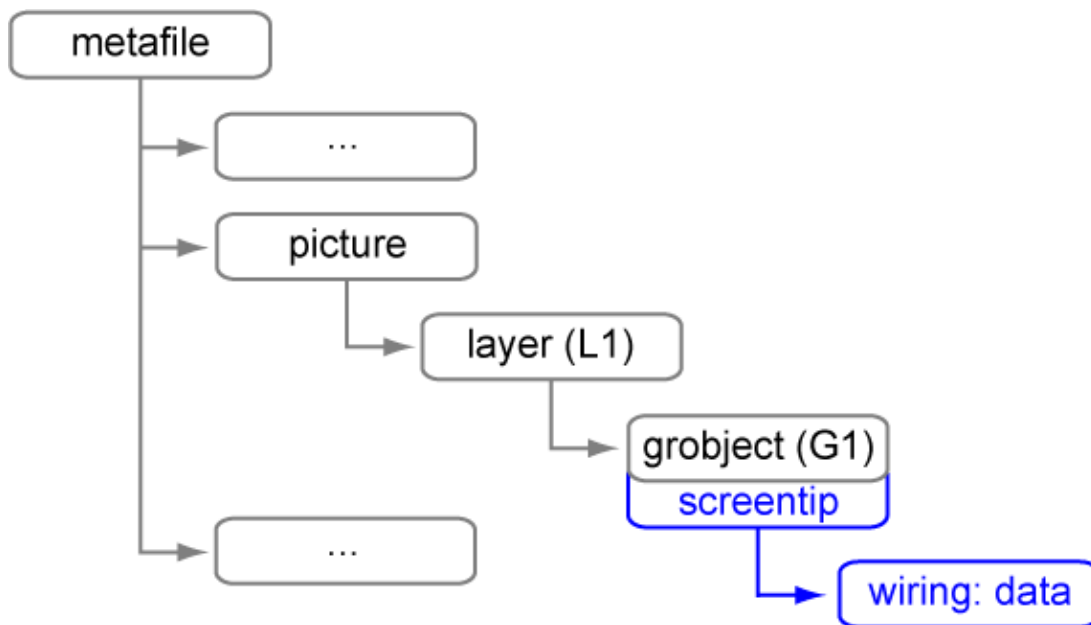 metafile
...
picture
layer (L1)
grobject (G1)
screentip
...
wiring: data